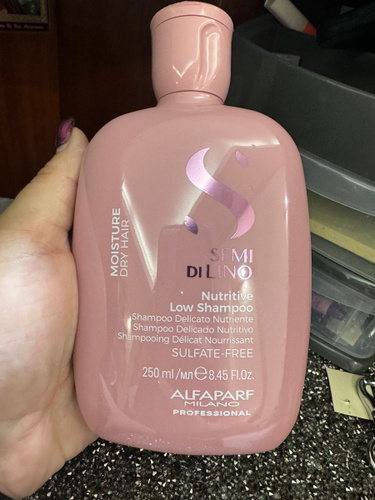 MOISTURE
DRY HAIR
SEMI
DI LINO
Nutritive
Low Shampoo
Shampoo Delicato Nutriente
Shampoo Delicado Nutritivo
Shampooing Délicat Nourrissant
SULFATE-FREE
250 ml/мл℮8.45 Fl.Oz.
ALFAPARF
MILANO
PROFESSIONAL